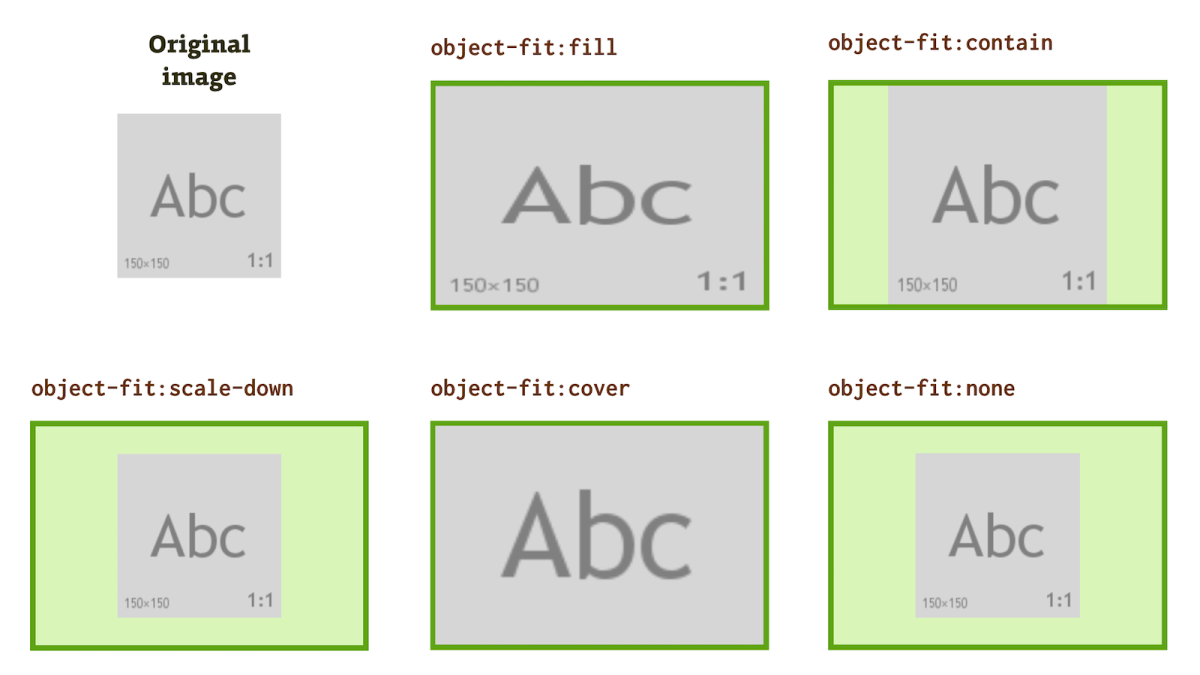 Original
image
Abc
150×150 1:1
object-fit:fill
Abc
150×150 1:1
object-fit:contain
Abc
150×150 1:1
object-fit:scale-down
Abc
150×150 1:1
object-fit:cover
Abc
object-fit:none
Abc
150×150 1:1